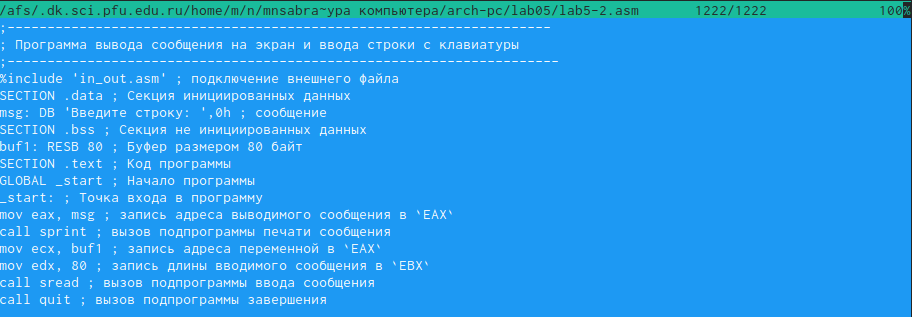 /afs/.dk.sci.pfu.edu.ru/home/m/n/mnsabra~ура компьютера/arch-pc/lab05/lab5-2.asm 1222/1222 100%
;--------------------------------------------------------------------
; Программа вывода сообщения на экран и ввода строки с клавиатуры
;---------------------------------------------------------------------
%include 'in_out.asm' ; подключение внешнего файла
SECTION .data ; Секция инициированных данных
msg: DB 'Введите строку: ',0h ; сообщение
SECTION .bss ; Секция не инициированных данных
buf1: RESB 80 ; Буфер размером 80 байт
SECTION .text ; Код программы
GLOBAL _start ; Начало программы
_start: ; Точка входа в программу
mov eax, msg ; запись адреса выводимого сообщения в `EAX`
call sprint ; вызов подпрограммы печати сообщения
mov ecx, buf1 ; запись адреса переменной в `EAX`
mov edx, 80 ; запись длины вводимого сообщения в `EBX`
call sread ; вызов подпрограммы ввода сообщения
call quit ; вызов подпрограммы завершения